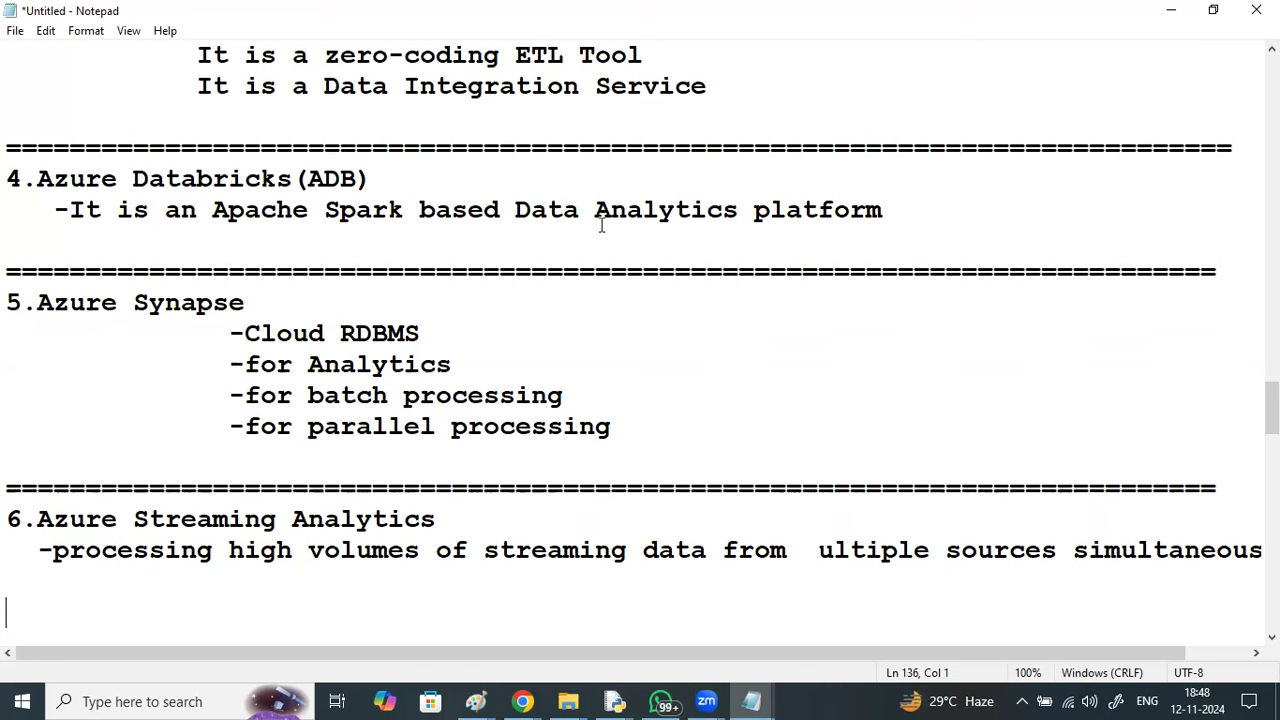 *Untitled - Notepad
File Edit Format View Help
It is a zero-coding ETL Tool
It is a Data Integration Service
=============================================================================
4.Azure Databricks(ADB)
-It is an Apache Spark based Data Analytics platform
============================================================================
5.Azure Synapse
-Cloud RDBMS
-for Analytics
-for batch processing
-for parallel processing
============================================================================
6.Azure Streaming Analytics
-processing high volumes of streaming data from  ultiple sources simultaneous
Ln 136, Col 1 100% Windows (CRLF) UTF-8
Type here to search 99+ zm 29°C Haze ENG 18:48
12-11-2024